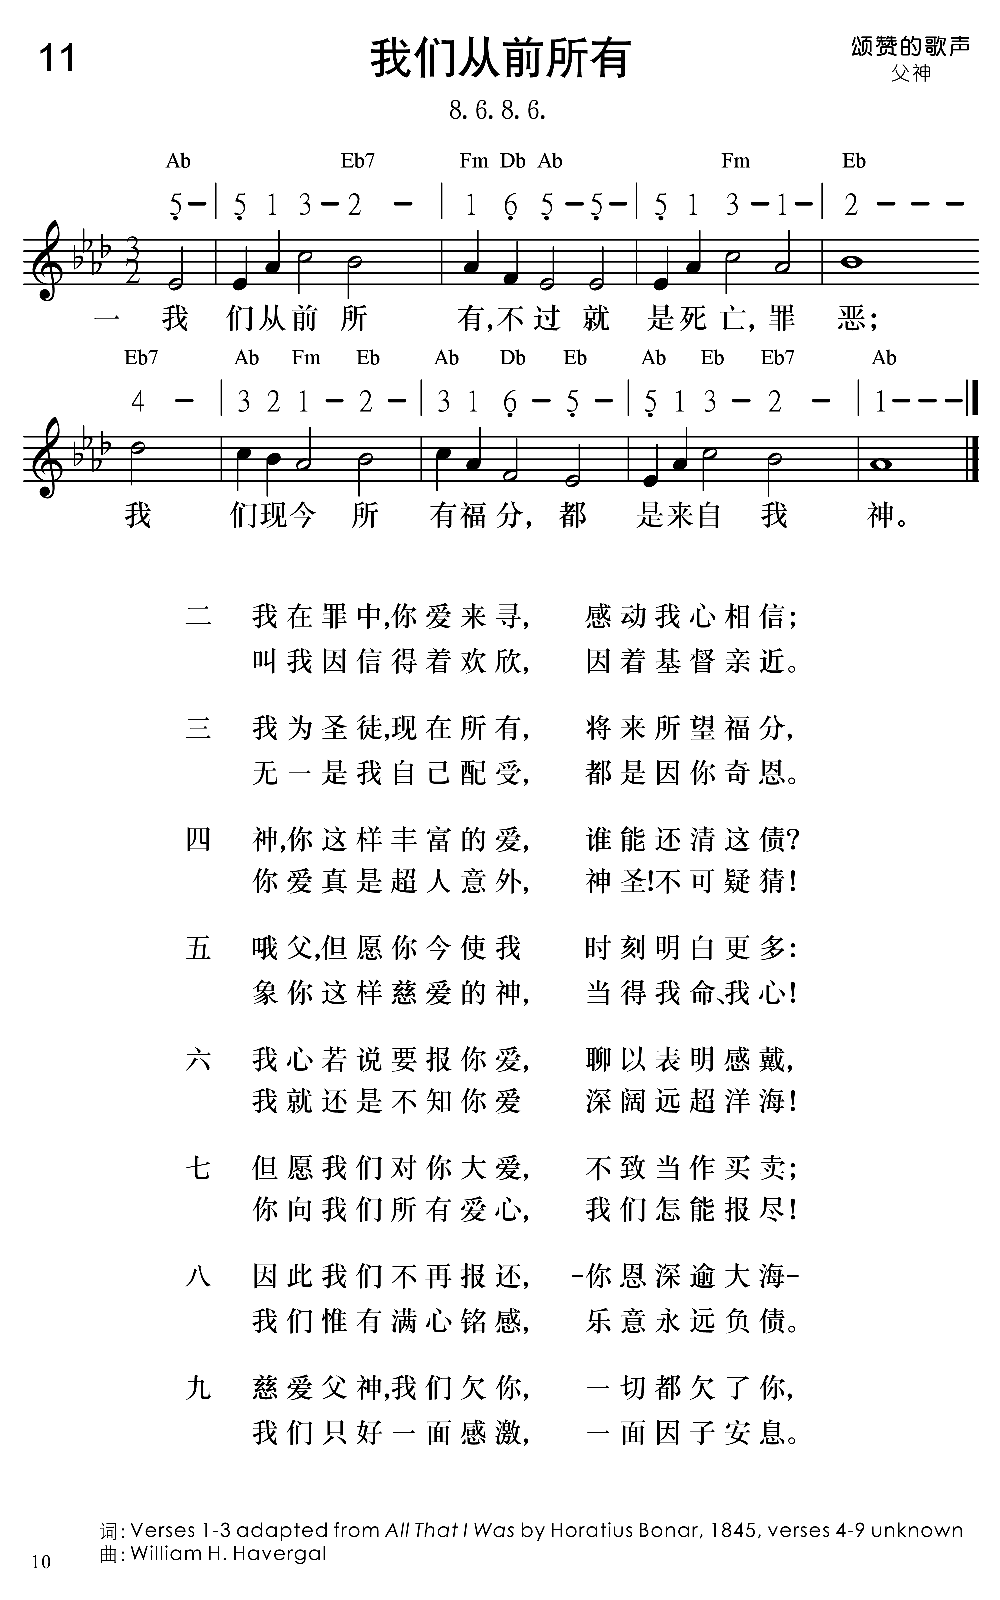 11
我们从前所有
颂赞的歌声
父神
8. 6. 8. 6.
Ab Eb7 Fm Db Ab Fm Eb
5 – | 5 1 3 – 2 – | 1 6 5 – 5 – | 5 1 3 – 1 – | 2 – – –
3
2
一 我 们从前 所 有,不 过 就 是死 亡,罪 恶;
Eb7 Ab Fm Eb Ab Db Eb Ab Eb Eb7 Ab
4 – | 3 2 1 – 2 – | 3 1 6 – 5 – | 5 1 3 – 2 – | 1 – – –
我 们现今 所 有福分, 都 是来自 我 神。
二 我在罪中,你爱来寻, 感动我心相信;
叫我因信得着欢欣, 因着基督亲近。
三 我为圣徒,现在所有, 将来所望福分,
无一是我自己配受, 都是因你奇恩。
四 神,你这样丰富的爱, 谁能还清这债?
你爱真是超人意外, 神圣!不可疑猜!
五 哦父,但愿你今使我 时刻明白更多:
象你这样慈爱的神, 当得我命、我心!
六 我心若说要报你爱, 聊以表明感戴,
我就还是不知你爱 深阔远超洋海!
七 但愿我们对你大爱, 不致当作买卖;
你向我们所有爱心, 我们怎能报尽!
八 因此我们不再报还, -你恩深逾大海-
我们惟有满心铭感, 乐意永远负债。
九 慈爱父神,我们欠你, 一切都欠了你,
我们只好一面感激, 一面因子安息。
词: Verses 1-3 adapted from All That I Was by Horatius Bonar, 1845, verses 4-9 unknown
曲: William H. Havergal
10